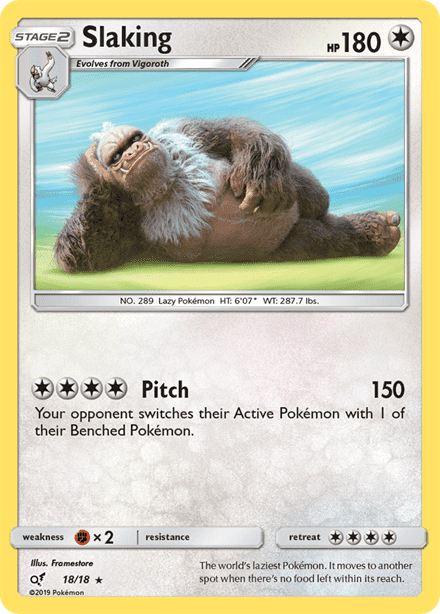 STAGE2
Slaking
HP 180
Evolves from Vigoroth
NO. 289 Lazy Pokémon HT: 6'07" WT: 287.7 lbs.
Pitch 150
Your opponent switches their Active Pokémon with 1 of
their Benched Pokémon.
weakness ×2 resistance retreat
Illus. Framestore
18/18 ★
©2019 Pokémon
The world's laziest Pokémon. It moves to another
spot when there's no food left within its reach.